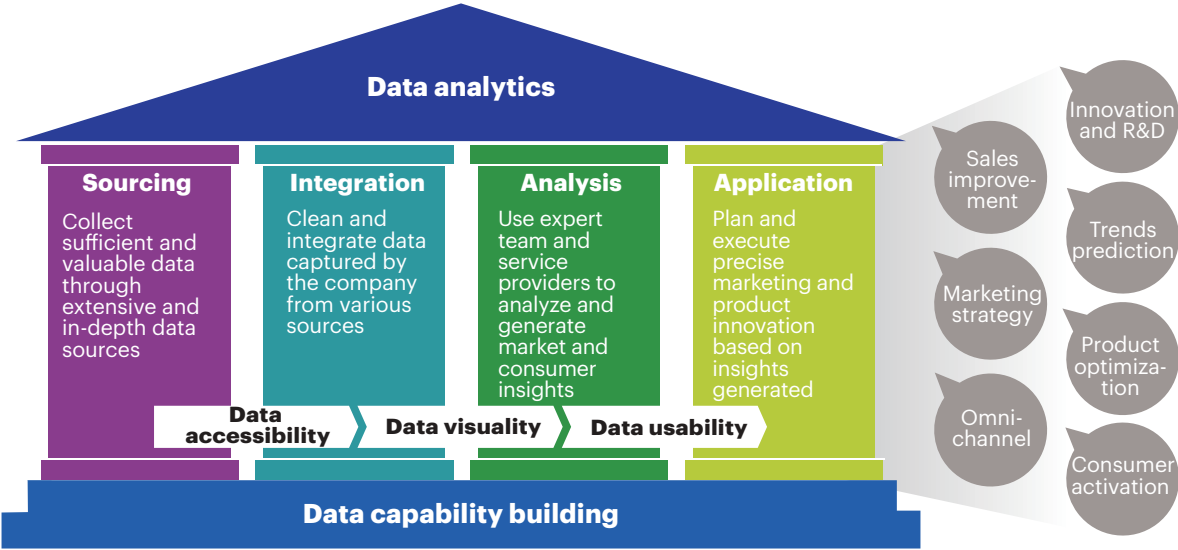 Data analytics
Sourcing
Collect
sufficient and
valuable data
through
extensive and
in-depth data
sources
Integration
Clean and
integrate data
captured by
the company
from various
sources
Analysis
Use expert
team and
service
providers to
analyze and
generate
market and
consumer
insights
Application
Plan and
execute
precise
marketing and
product
innovation
based on
insights
generated
Data
accessibility
Data visuality
Data usability
Data capability building
Sales
improve-
ment
Marketing
strategy
Omni-
channel
Innovation
and R&D
Trends
prediction
Product
optimiza-
tion
Consumer
activation